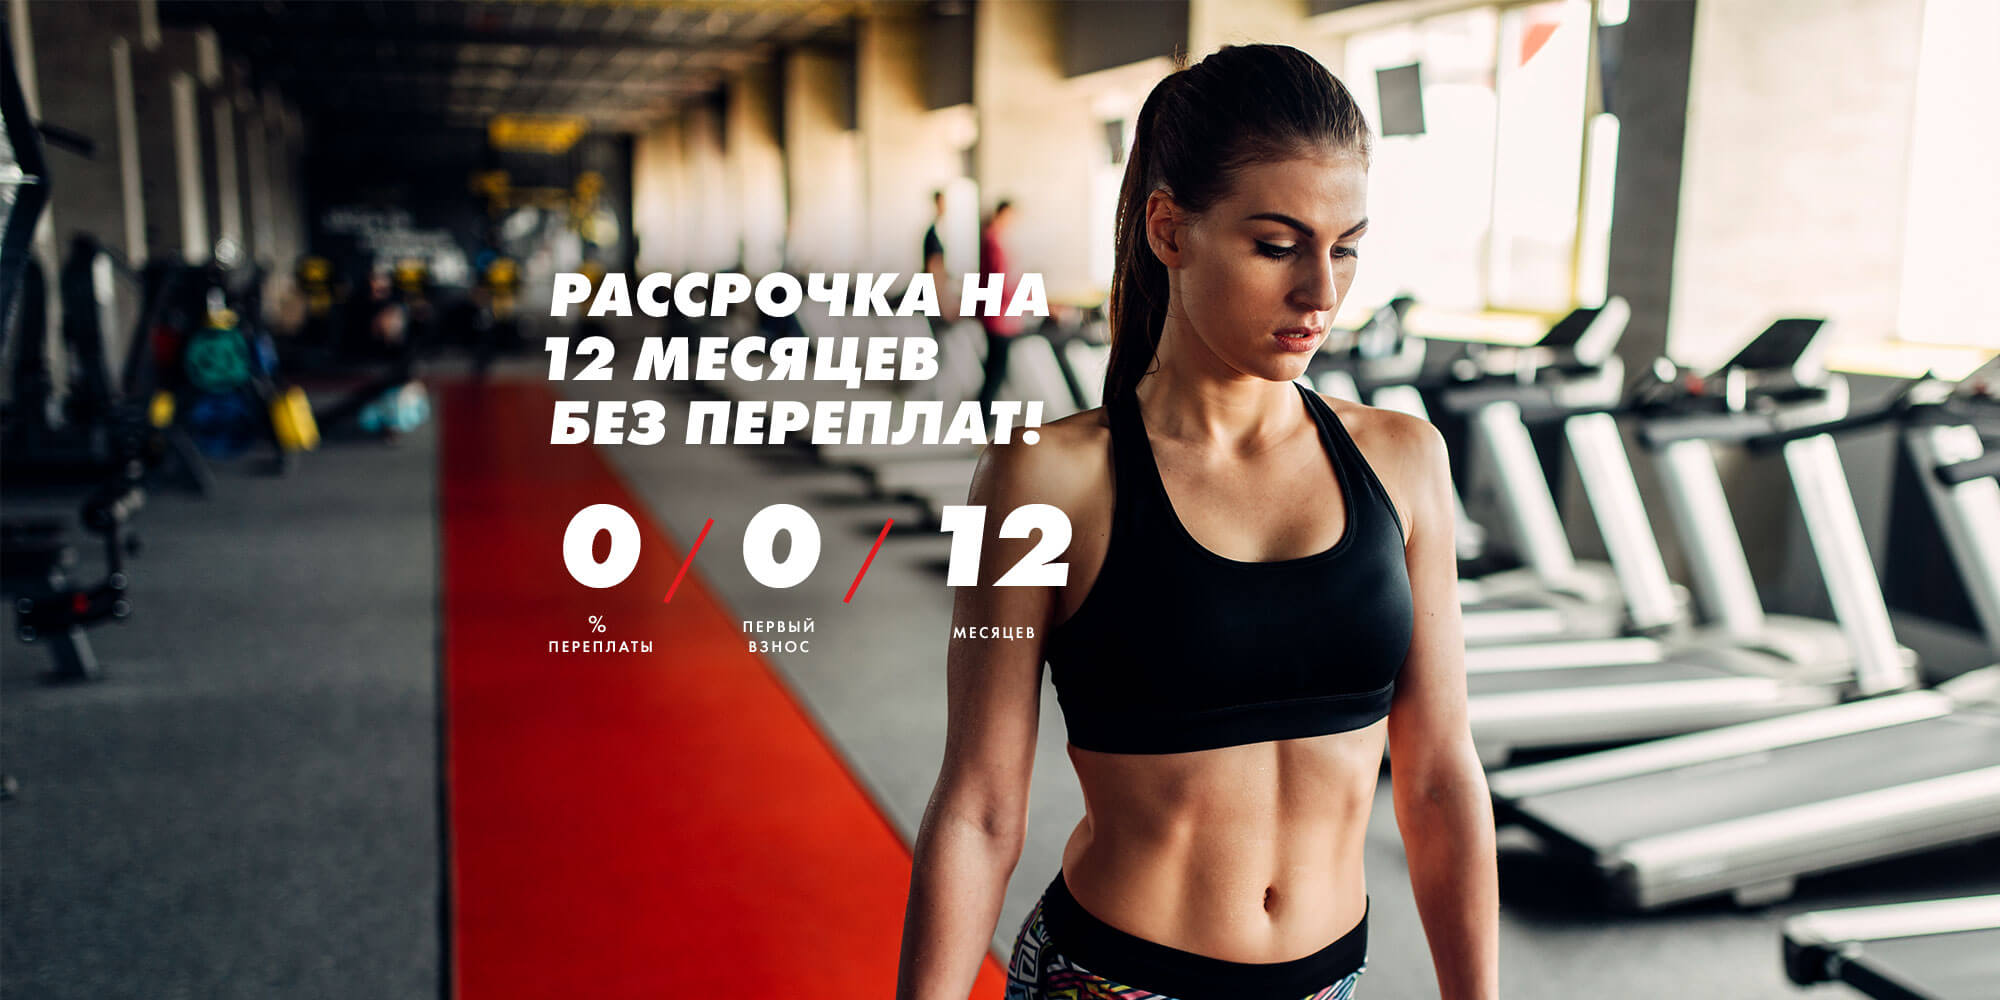 РАССРОЧКА НА
12 МЕСЯЦЕВ
БЕЗ ПЕРЕПЛАТ!
0 / 0 / 12
%
ПЕРЕПЛАТЫ
ПЕРВЫЙ
ВЗНОС
МЕСЯЦЕВ